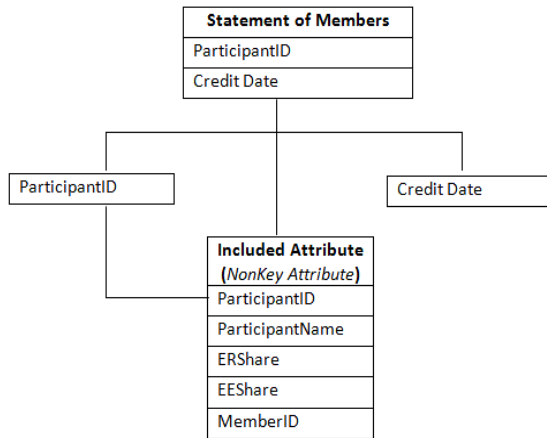 Statement of Members
ParticipantID
Credit Date
ParticipantID
Credit Date
Included Attribute
(NonKey Attribute)
ParticipantID
ParticipantName
ERShare
EEShare
MemberID